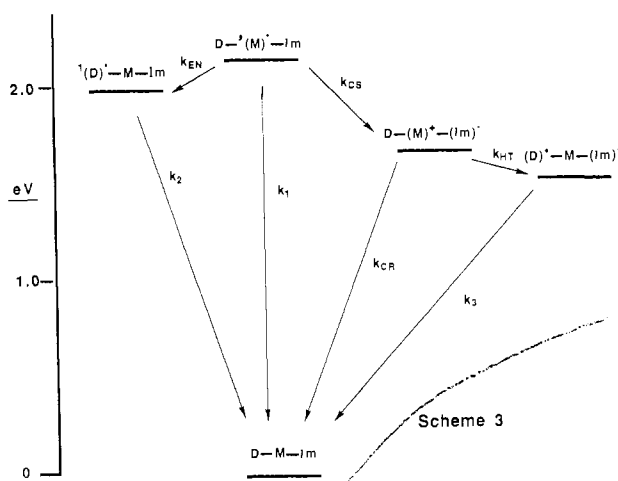 D—¹(M)*—Im
¹(D)*—M—Im
k_EN
k_CS
2.0
D—(M)⁺—(Im)⁻
k_HT (D)⁺—M—(Im)⁻
k₂
k₁
eV
k_CR
1.0
k₃
Scheme 3
D—M—Im
0